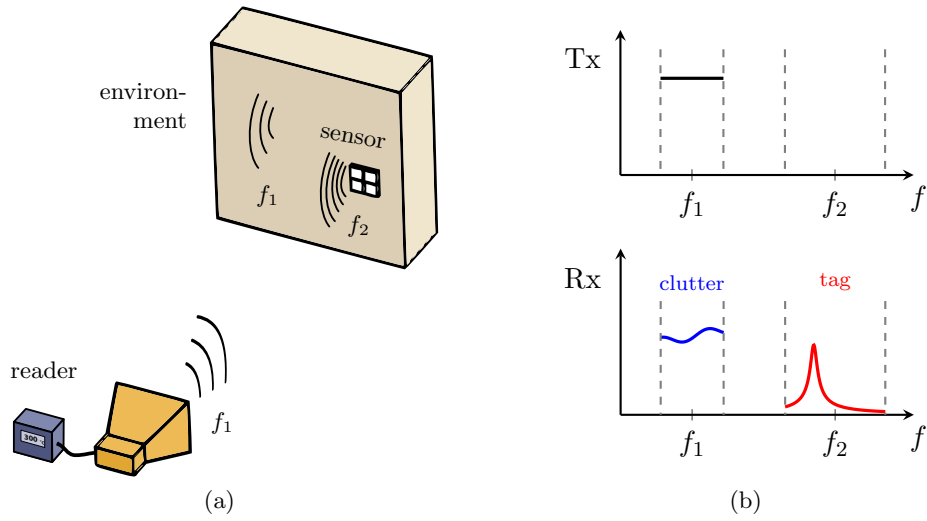 environ-
ment
sensor
f1
f2
reader
300 °C
f1
(a)
Tx
f1
f2
f
Rx
clutter
tag
f1
f2
f
(b)